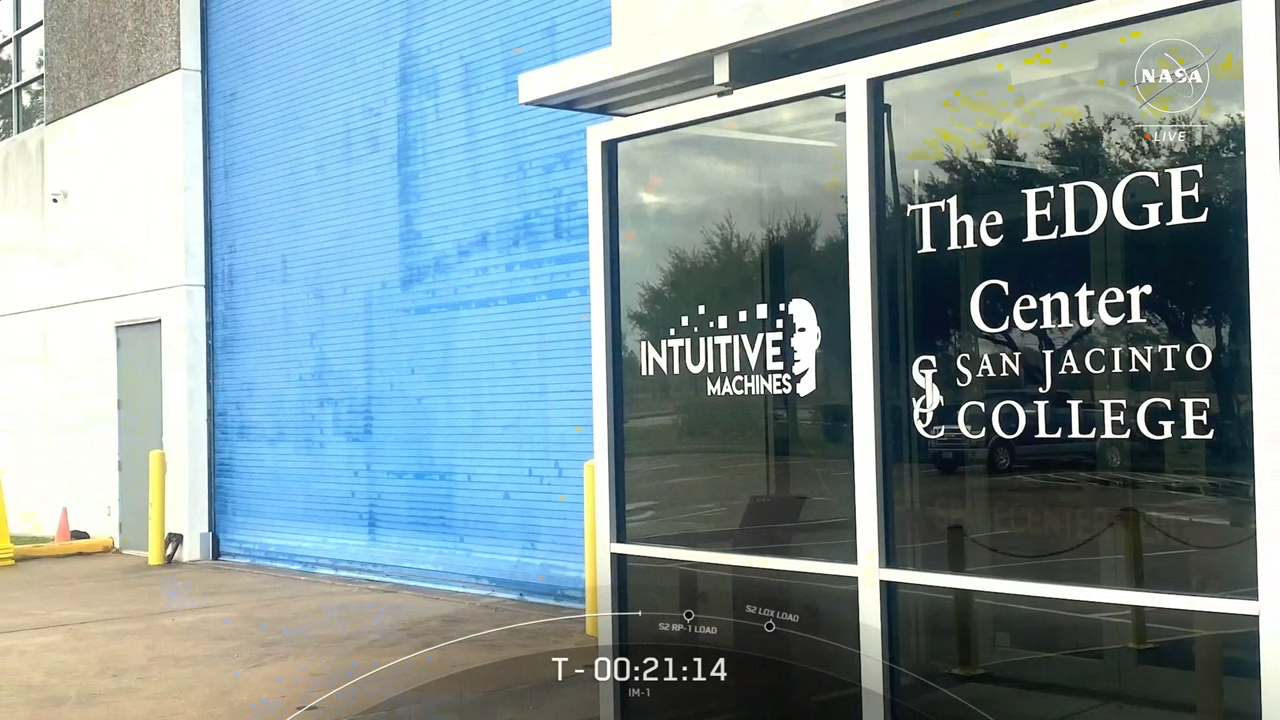 NASA
LIVE
The EDGE
Center
SAN JACINTO
COLLEGE
SJC
INTUITIVE
MACHINES
S2 RP-1 LOAD
S2 LOX LOAD
T - 00:21:14
IM-1